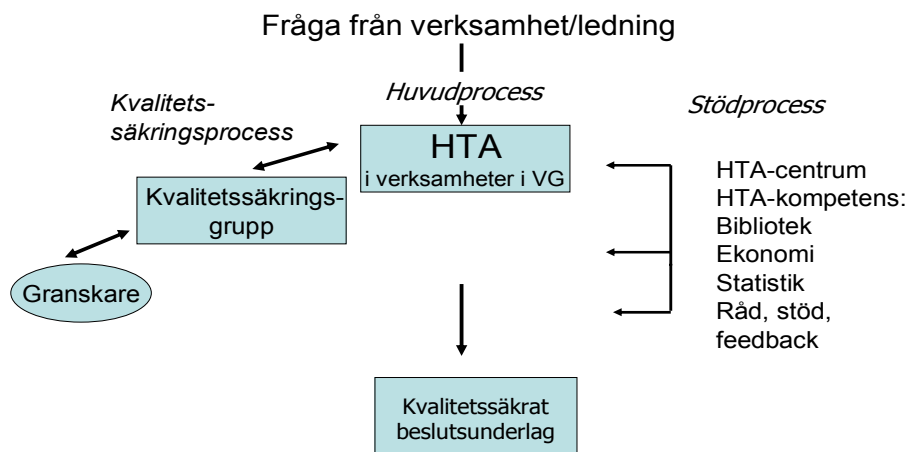 Fråga från verksamhet/ledning
Kvalitets-
säkringsprocess
Huvudprocess
Stödprocess
HTA
i verksamheter i VG
Kvalitetssäkrings-
grupp
Granskare
HTA-centrum
HTA-kompetens:
Bibliotek
Ekonomi
Statistik
Råd, stöd,
feedback
Kvalitetssäkrat
beslutsunderlag